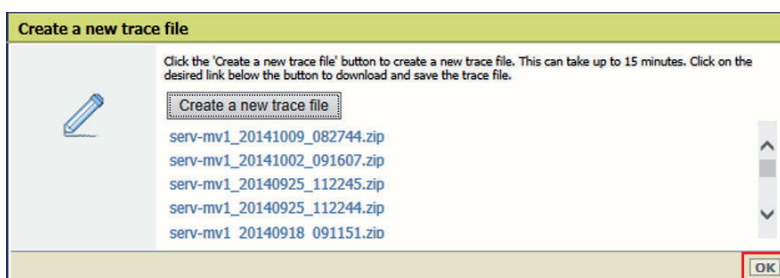 Create a new trace file
Click the 'Create a new trace file' button to create a new trace file. This can take up to 15 minutes. Click on the
desired link below the button to download and save the trace file.
Create a new trace file
serv-mv1_20141009_082744.zip
serv-mv1_20141002_091607.zip
serv-mv1_20140925_112245.zip
serv-mv1_20140925_112244.zip
serv-mv1_20140918_091151.zip
OK